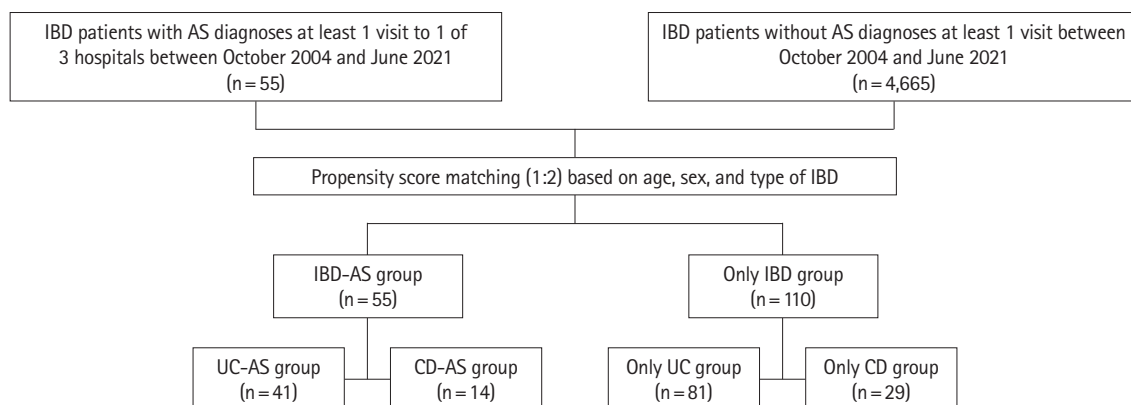 IBD patients with AS diagnoses at least 1 visit to 1 of
3 hospitals between October 2004 and June 2021
(n=55)
IBD patients without AS diagnoses at least 1 visit between
October 2004 and June 2021
(n=4,665)
Propensity score matching (1:2) based on age, sex, and type of IBD
IBD-AS group
(n=55)
Only IBD group
(n=110)
UC-AS group
(n=41)
CD-AS group
(n=14)
Only UC group
(n=81)
Only CD group
(n=29)